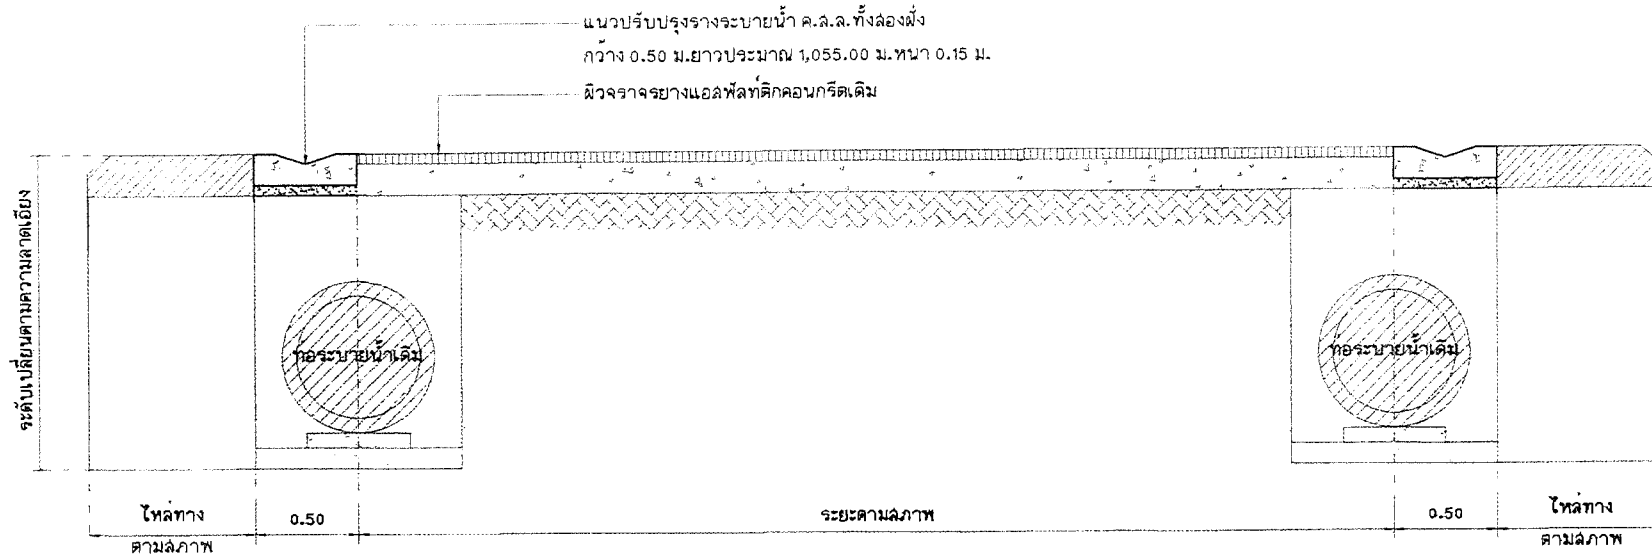 แนวปรับปรุงรางระบายน้ำ ค.ส.ล.ทั้งสองฝั่ง
กว้าง 0.50 ม.ยาวประมาณ 1,055.00 ม.หนา 0.15 ม.
ผิวจราจรยางแอสฟัลท์ติกคอนกรีตเดิม
ระดับเปลี่ยนตามความลาดเอียง
ท่อระบายน้ำเดิม
ท่อระบายน้ำเดิม
ไหล่ทาง
ตามสภาพ
0.50
ระยะตามสภาพ
0.50
ไหล่ทาง
ตามสภาพ